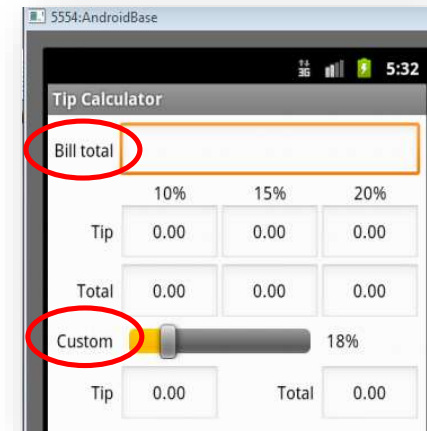 5554:AndroidBase
3G 5:32
Tip Calculator
Bill total
10% 15% 20%
Tip 0.00 0.00 0.00
Total 0.00 0.00 0.00
Custom 18%
Tip 0.00 Total 0.00